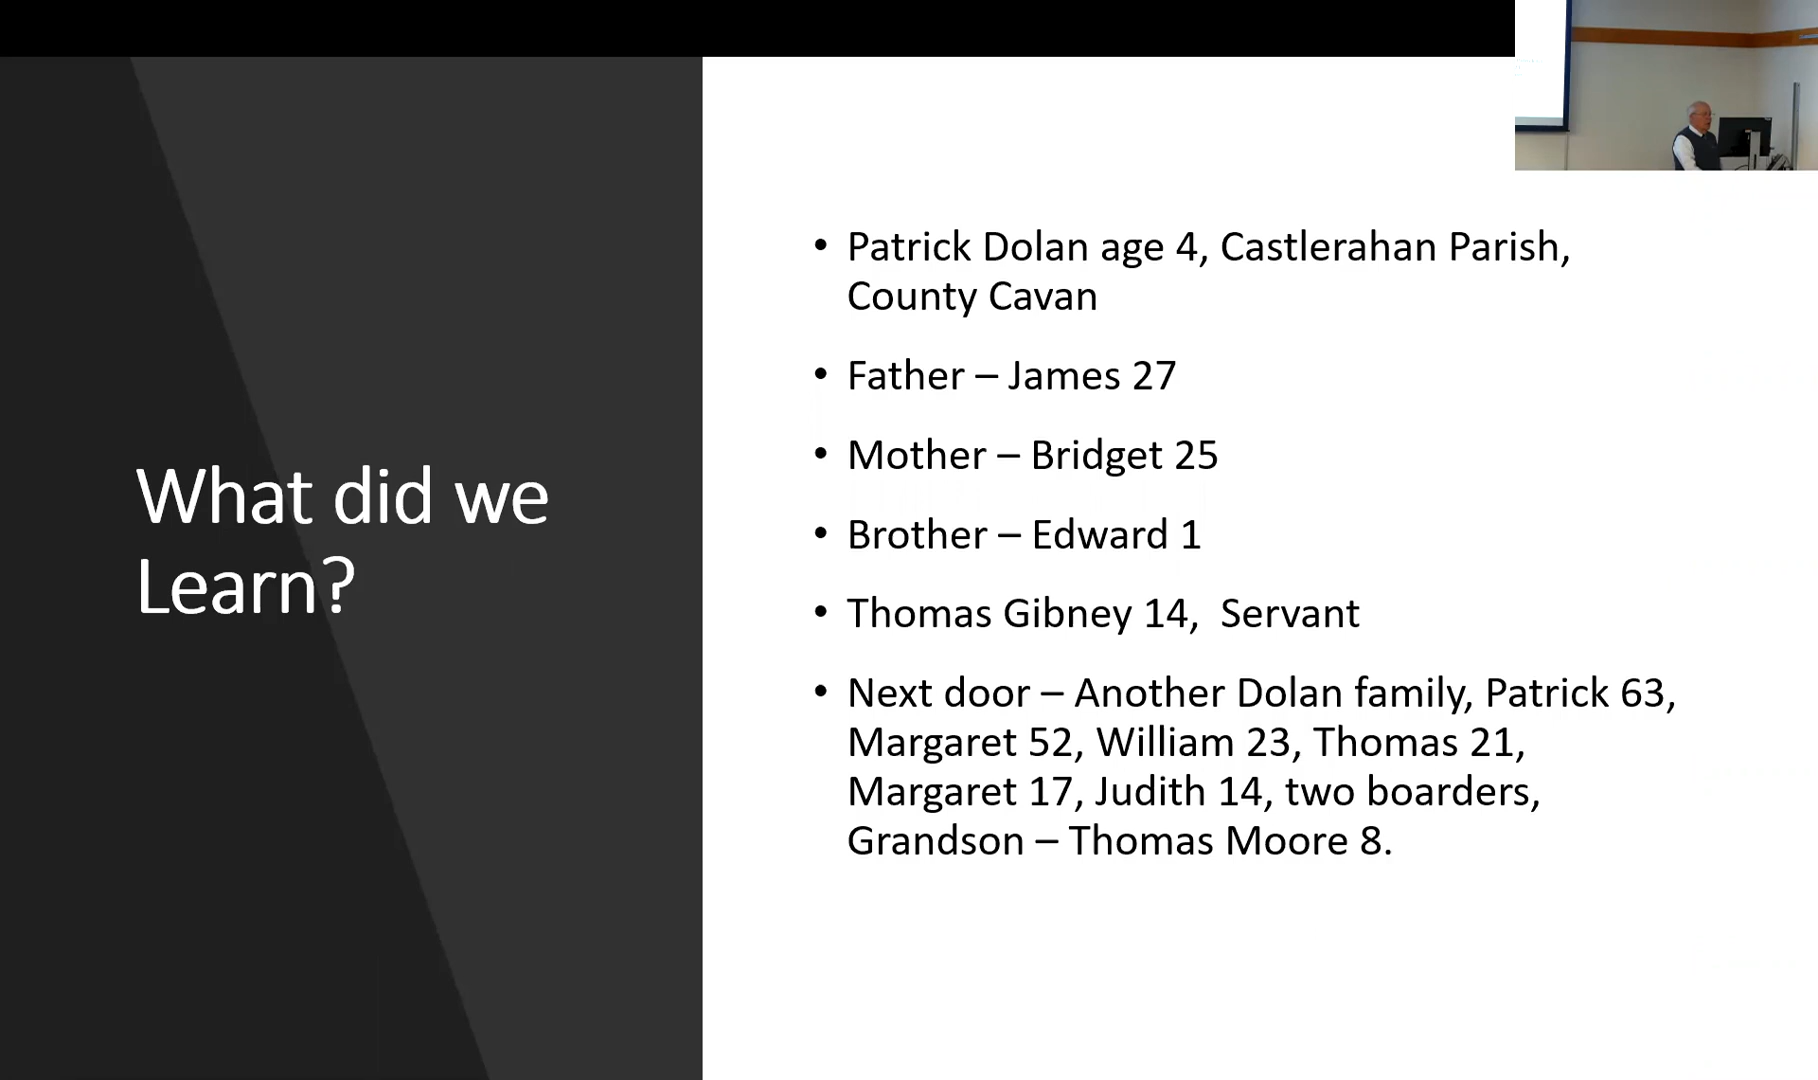 What did we
Learn?
• Patrick Dolan age 4, Castlerahan Parish,
County Cavan
• Father – James 27
• Mother – Bridget 25
• Brother – Edward 1
• Thomas Gibney 14,  Servant
• Next door – Another Dolan family, Patrick 63,
Margaret 52, William 23, Thomas 21,
Margaret 17, Judith 14, two boarders,
Grandson – Thomas Moore 8.